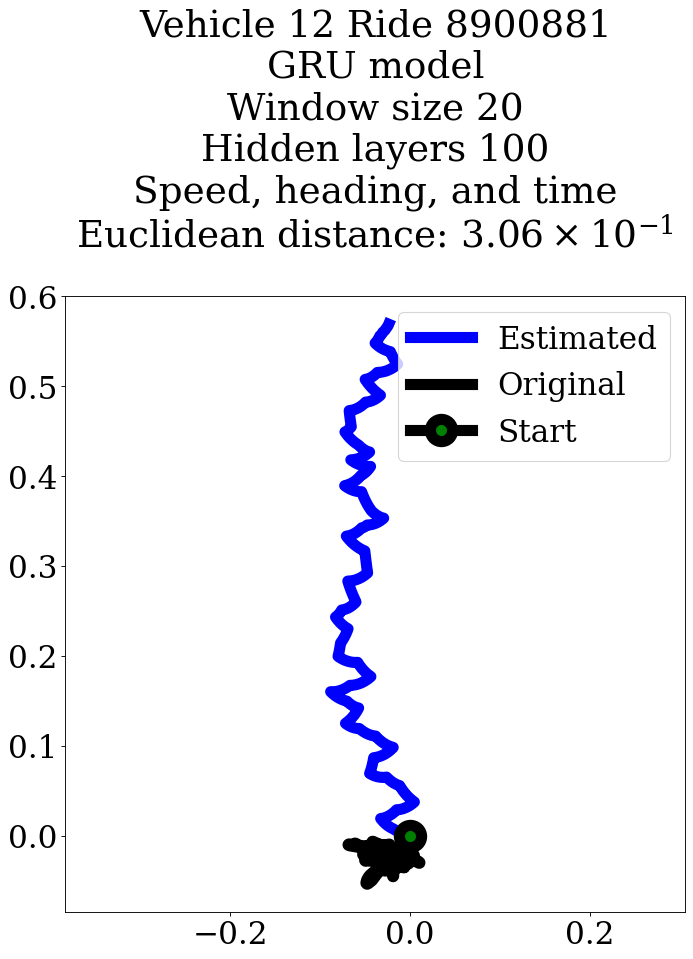 Vehicle 12 Ride 8900881
GRU model
Window size 20
Hidden layers 100
Speed, heading, and time
Euclidean distance: 3.06 × 10⁻¹
0.6
Estimated
0.5
Original
Start
0.4
0.3
0.2
0.1
0.0
−0.2 0.0 0.2